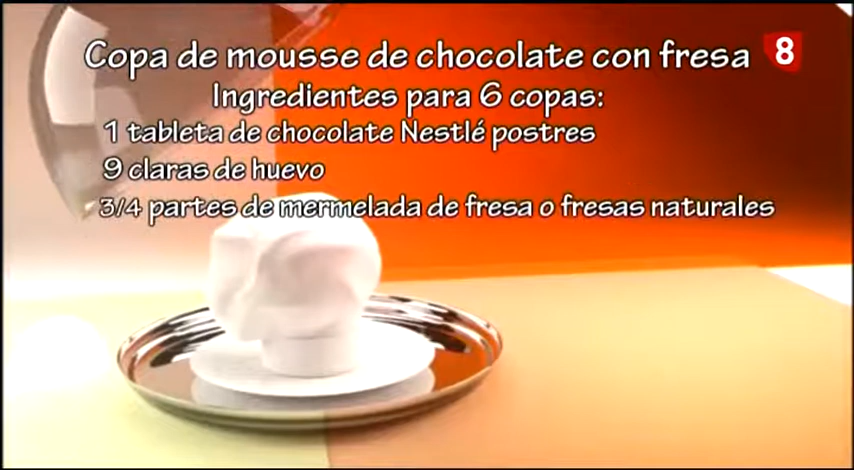 Copa de mousse de chocolate con fresa
8
Ingredientes para 6 copas:
1 tableta de chocolate Nestlé postres
9 claras de huevo
3/4 partes de mermelada de fresa o fresas naturales